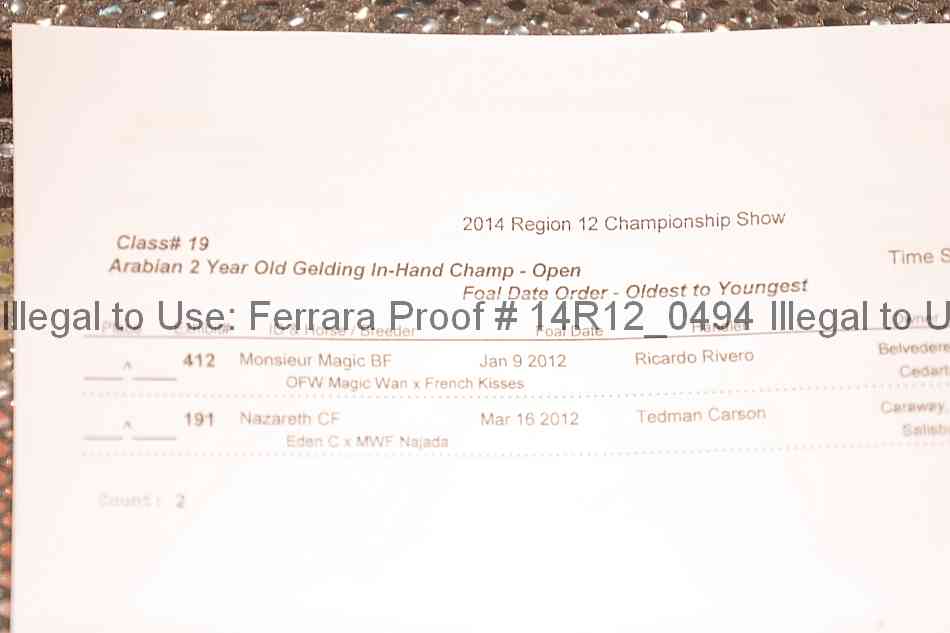 2014 Region 12 Championship Show
Class# 19
Time S
Arabian 2 Year Old Gelding In-Hand Champ - Open
Foal Date Order - Oldest to Youngest
Illegal to Use: Ferrara Proof # 14R12_0494 Illegal to U
Foal Date Handler Owner
412 Monsieur Magic BF Jan 9 2012 Ricardo Rivero Belvedere
OFW Magic Wan x French Kisses Cedart
191 Nazareth CF Mar 16 2012 Tedman Carson Caraway,
Eden C x MWF Najada Salisb
Count: 2